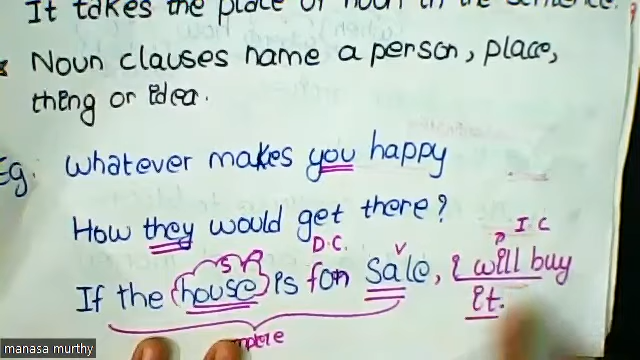 It takes the place of noun in the sentence.
* Noun clauses name a person, place,
thing or idea.
Eg. whatever makes you happy
How they would get there?
I.C
D.C.
S
V
If the house is for sale, I will buy
it.
manasa murthy